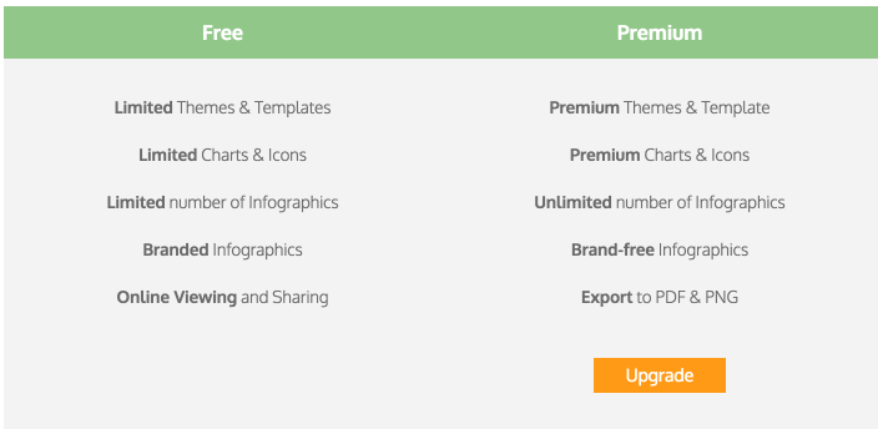 Free
Premium
Limited Themes & Templates
Premium Themes & Template
Limited Charts & Icons
Premium Charts & Icons
Limited number of Infographics
Unlimited number of Infographics
Branded Infographics
Brand-free Infographics
Online Viewing and Sharing
Export to PDF & PNG
Upgrade